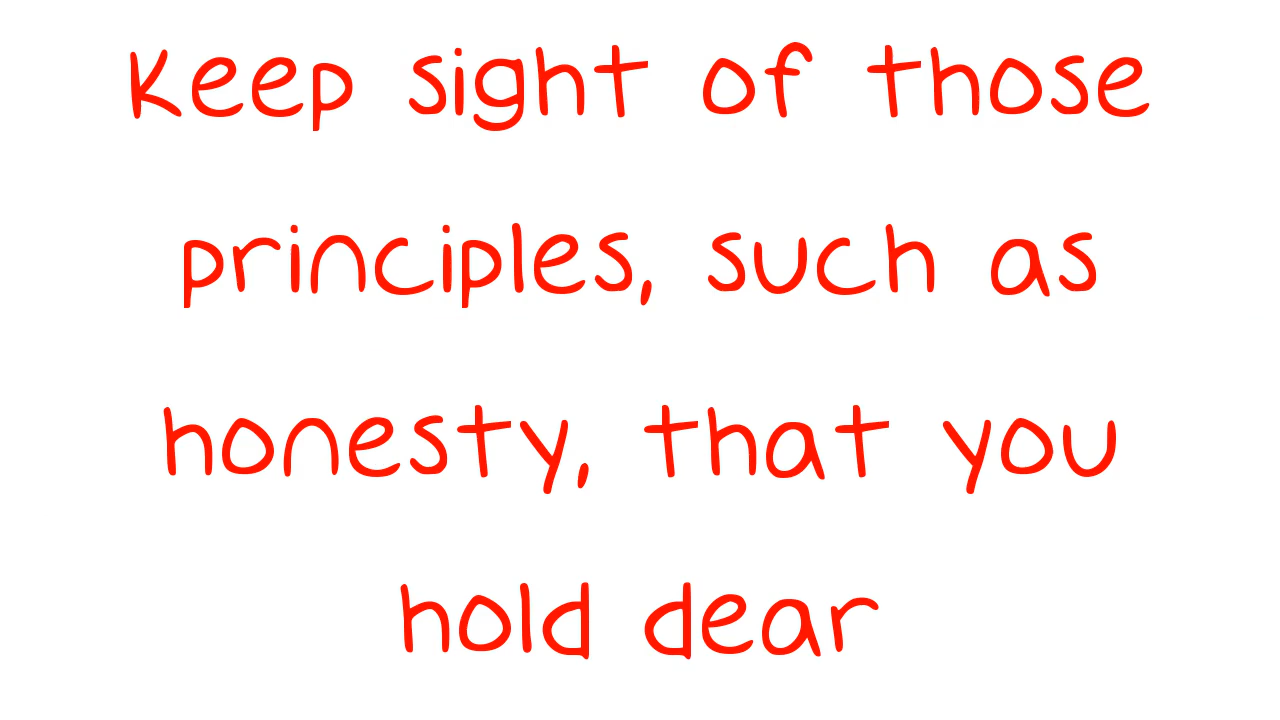 Keep sight of those
principles, such as
honesty, that you
hold dear